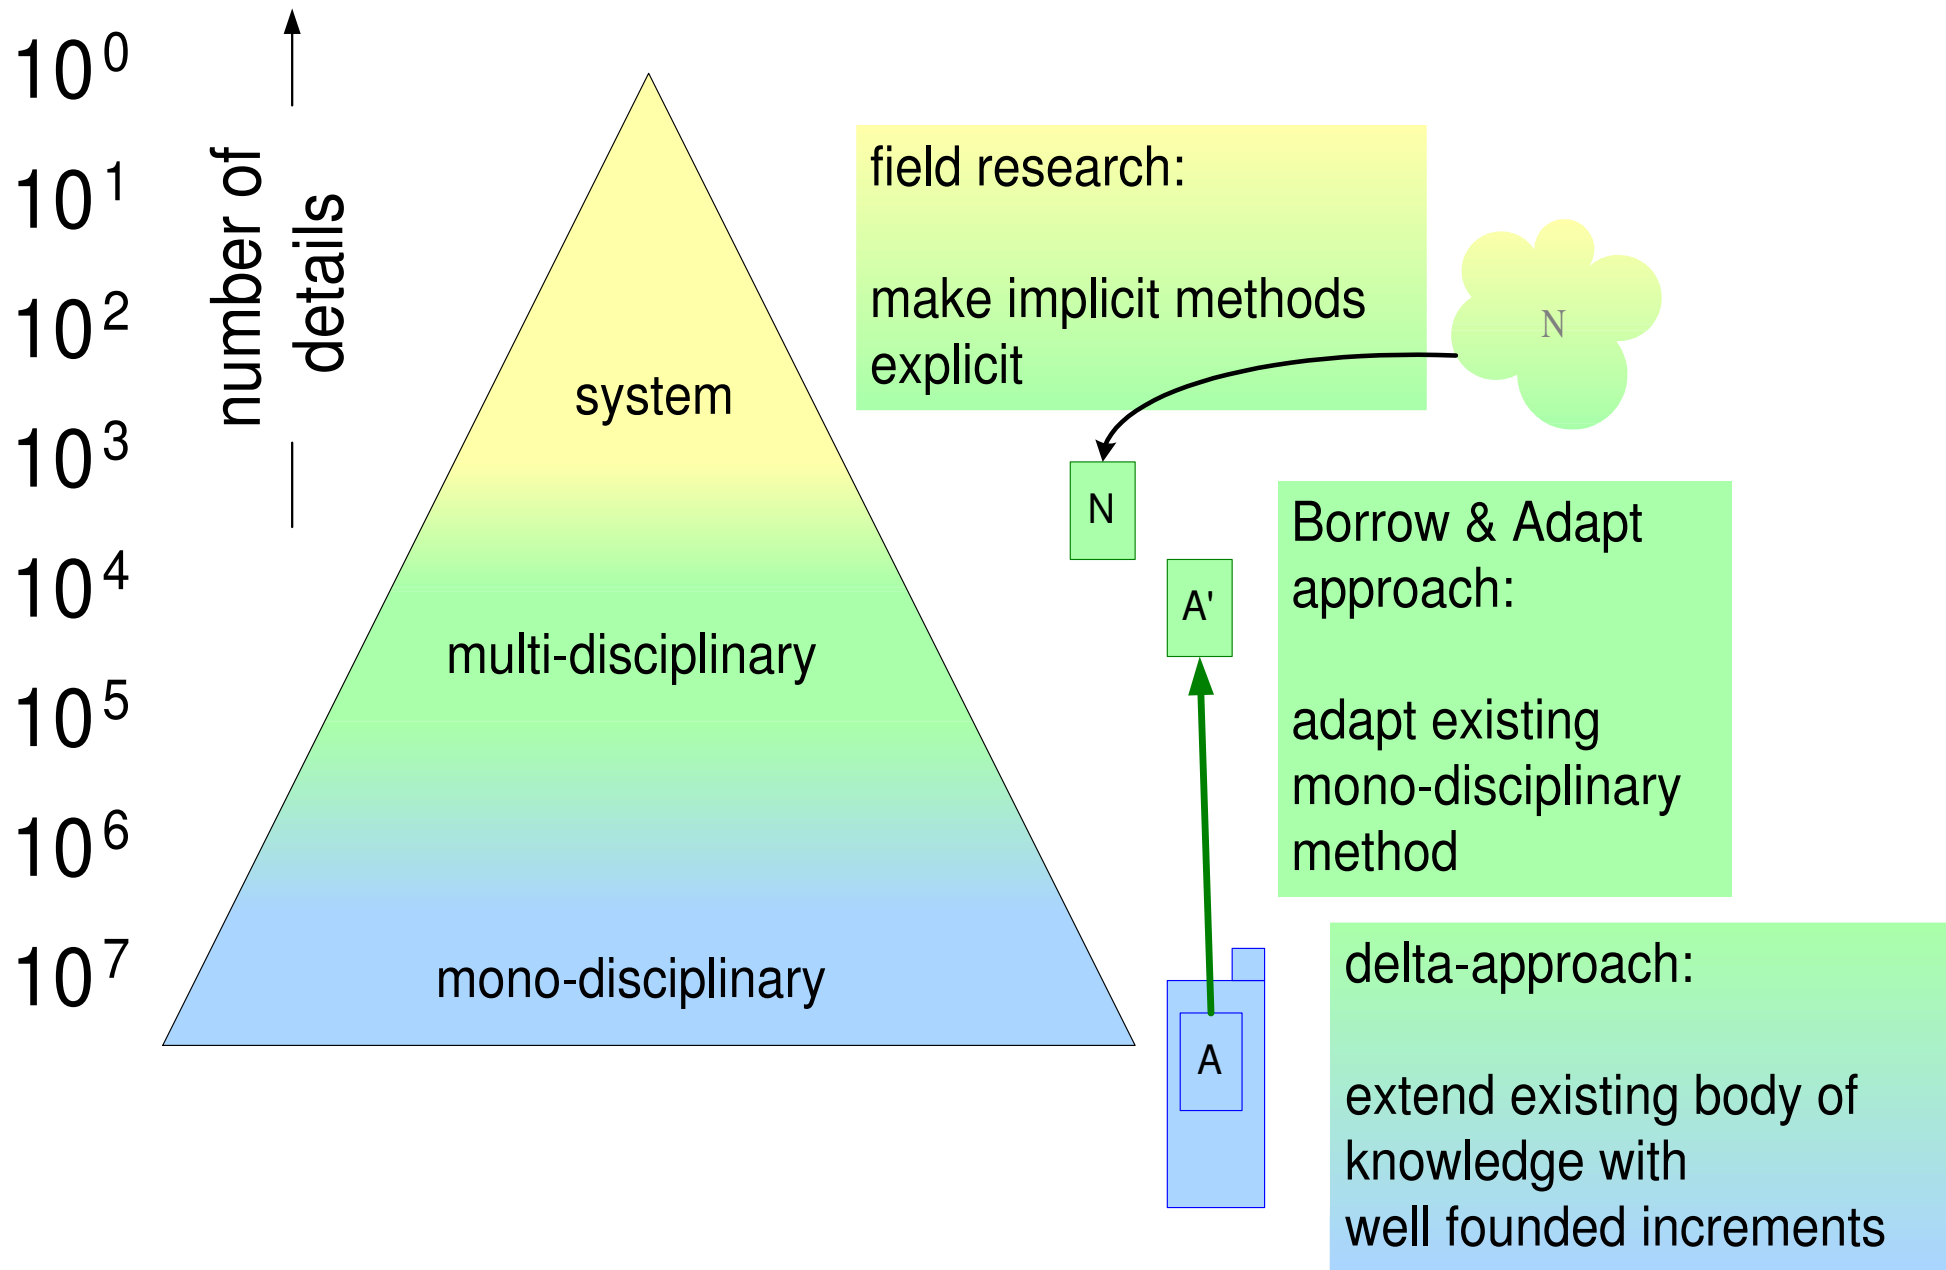 10⁰
10¹
10²
10³
10⁴
10⁵
10⁶
10⁷
number of
details
system
multi-disciplinary
mono-disciplinary
field research:
make implicit methods
explicit
N
N
A'
A
Borrow & Adapt
approach:
adapt existing
mono-disciplinary
method
delta-approach:
extend existing body of
knowledge with
well founded increments